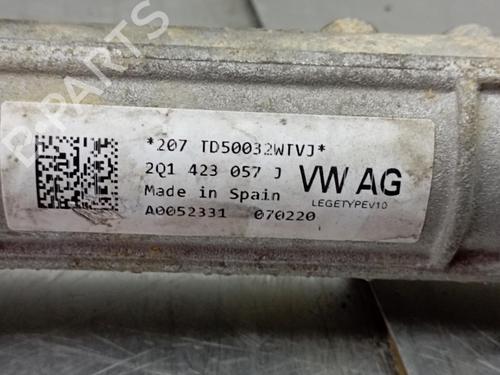 *207 TD50032WTVJ*
2Q1 423 057 J
Made in Spain
A0052331 070220
VW AG
LEGETYPEV10
B-PARTS